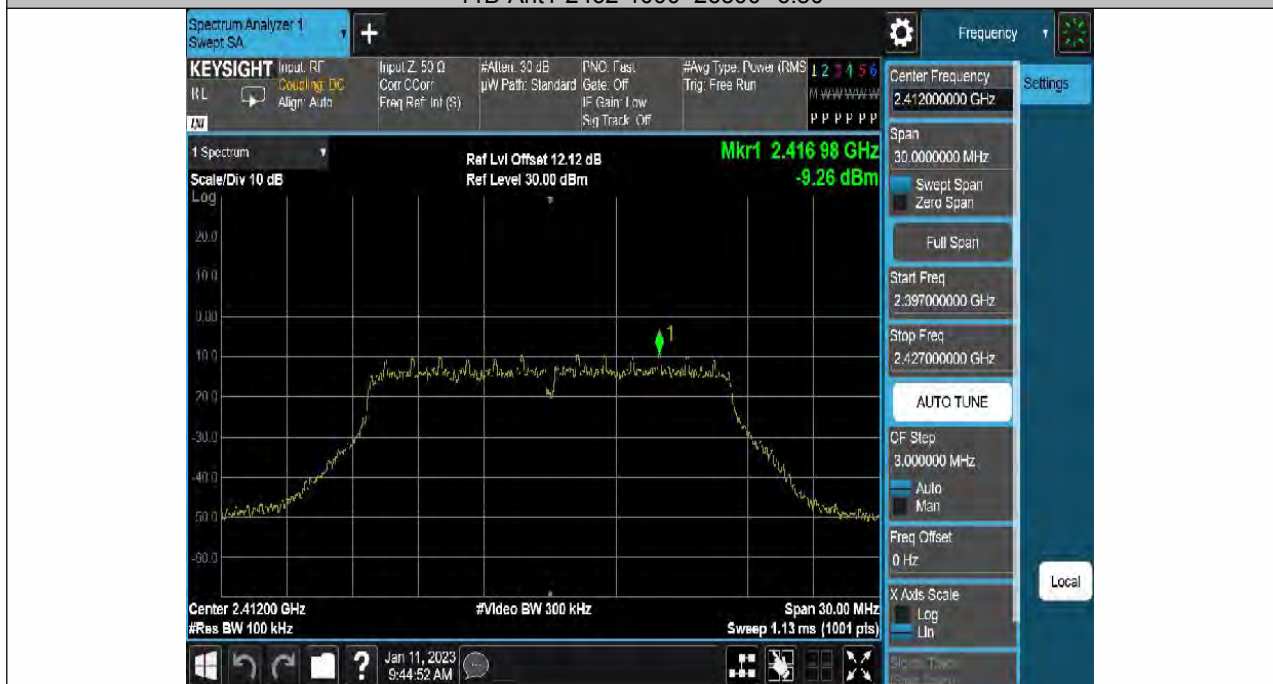 Spectrum Analyzer 1
Swept SA
+
Frequency
KEYSIGHT
Input: RF
Coupling: DC
Align: Auto
Input Z: 50 Ω
Corr CCorr
Freq Ref: Int (S)
#Atten: 30 dB
µW Path: Standard
PNO: Fast
Gate: Off
IF Gain: Low
Sig Track: Off
#Avg Type: Power (RMS
Trig: Free Run
1 2 3 4 5 6
M W W W W W
P P P P P P
RL
LXI
Center Frequency
2.412000000 GHz
Settings
1 Spectrum
Scale/Div 10 dB
Log
Ref Lvl Offset 12.12 dB
Ref Level 30.00 dBm
Mkr1 2.416 98 GHz
-9.26 dBm
Span
30.0000000 MHz
Swept Span
Zero Span
Full Span
Start Freq
2.397000000 GHz
Stop Freq
2.427000000 GHz
AUTO TUNE
CF Step
3.000000 MHz
Auto
Man
Freq Offset
0 Hz
X Axis Scale
Log
Lin
Local
20.0
10.0
0.00
1
-10.0
-20.0
-30.0
-40.0
-50.0
-60.0
Center 2.41200 GHz
#Res BW 100 kHz
#Video BW 300 kHz
Span 30.00 MHz
Sweep 1.13 ms (1001 pts)
?
Jan 11, 2023
9:44:52 AM